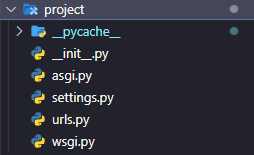 project
__pycache__
__init__.py
asgi.py
settings.py
urls.py
wsgi.py